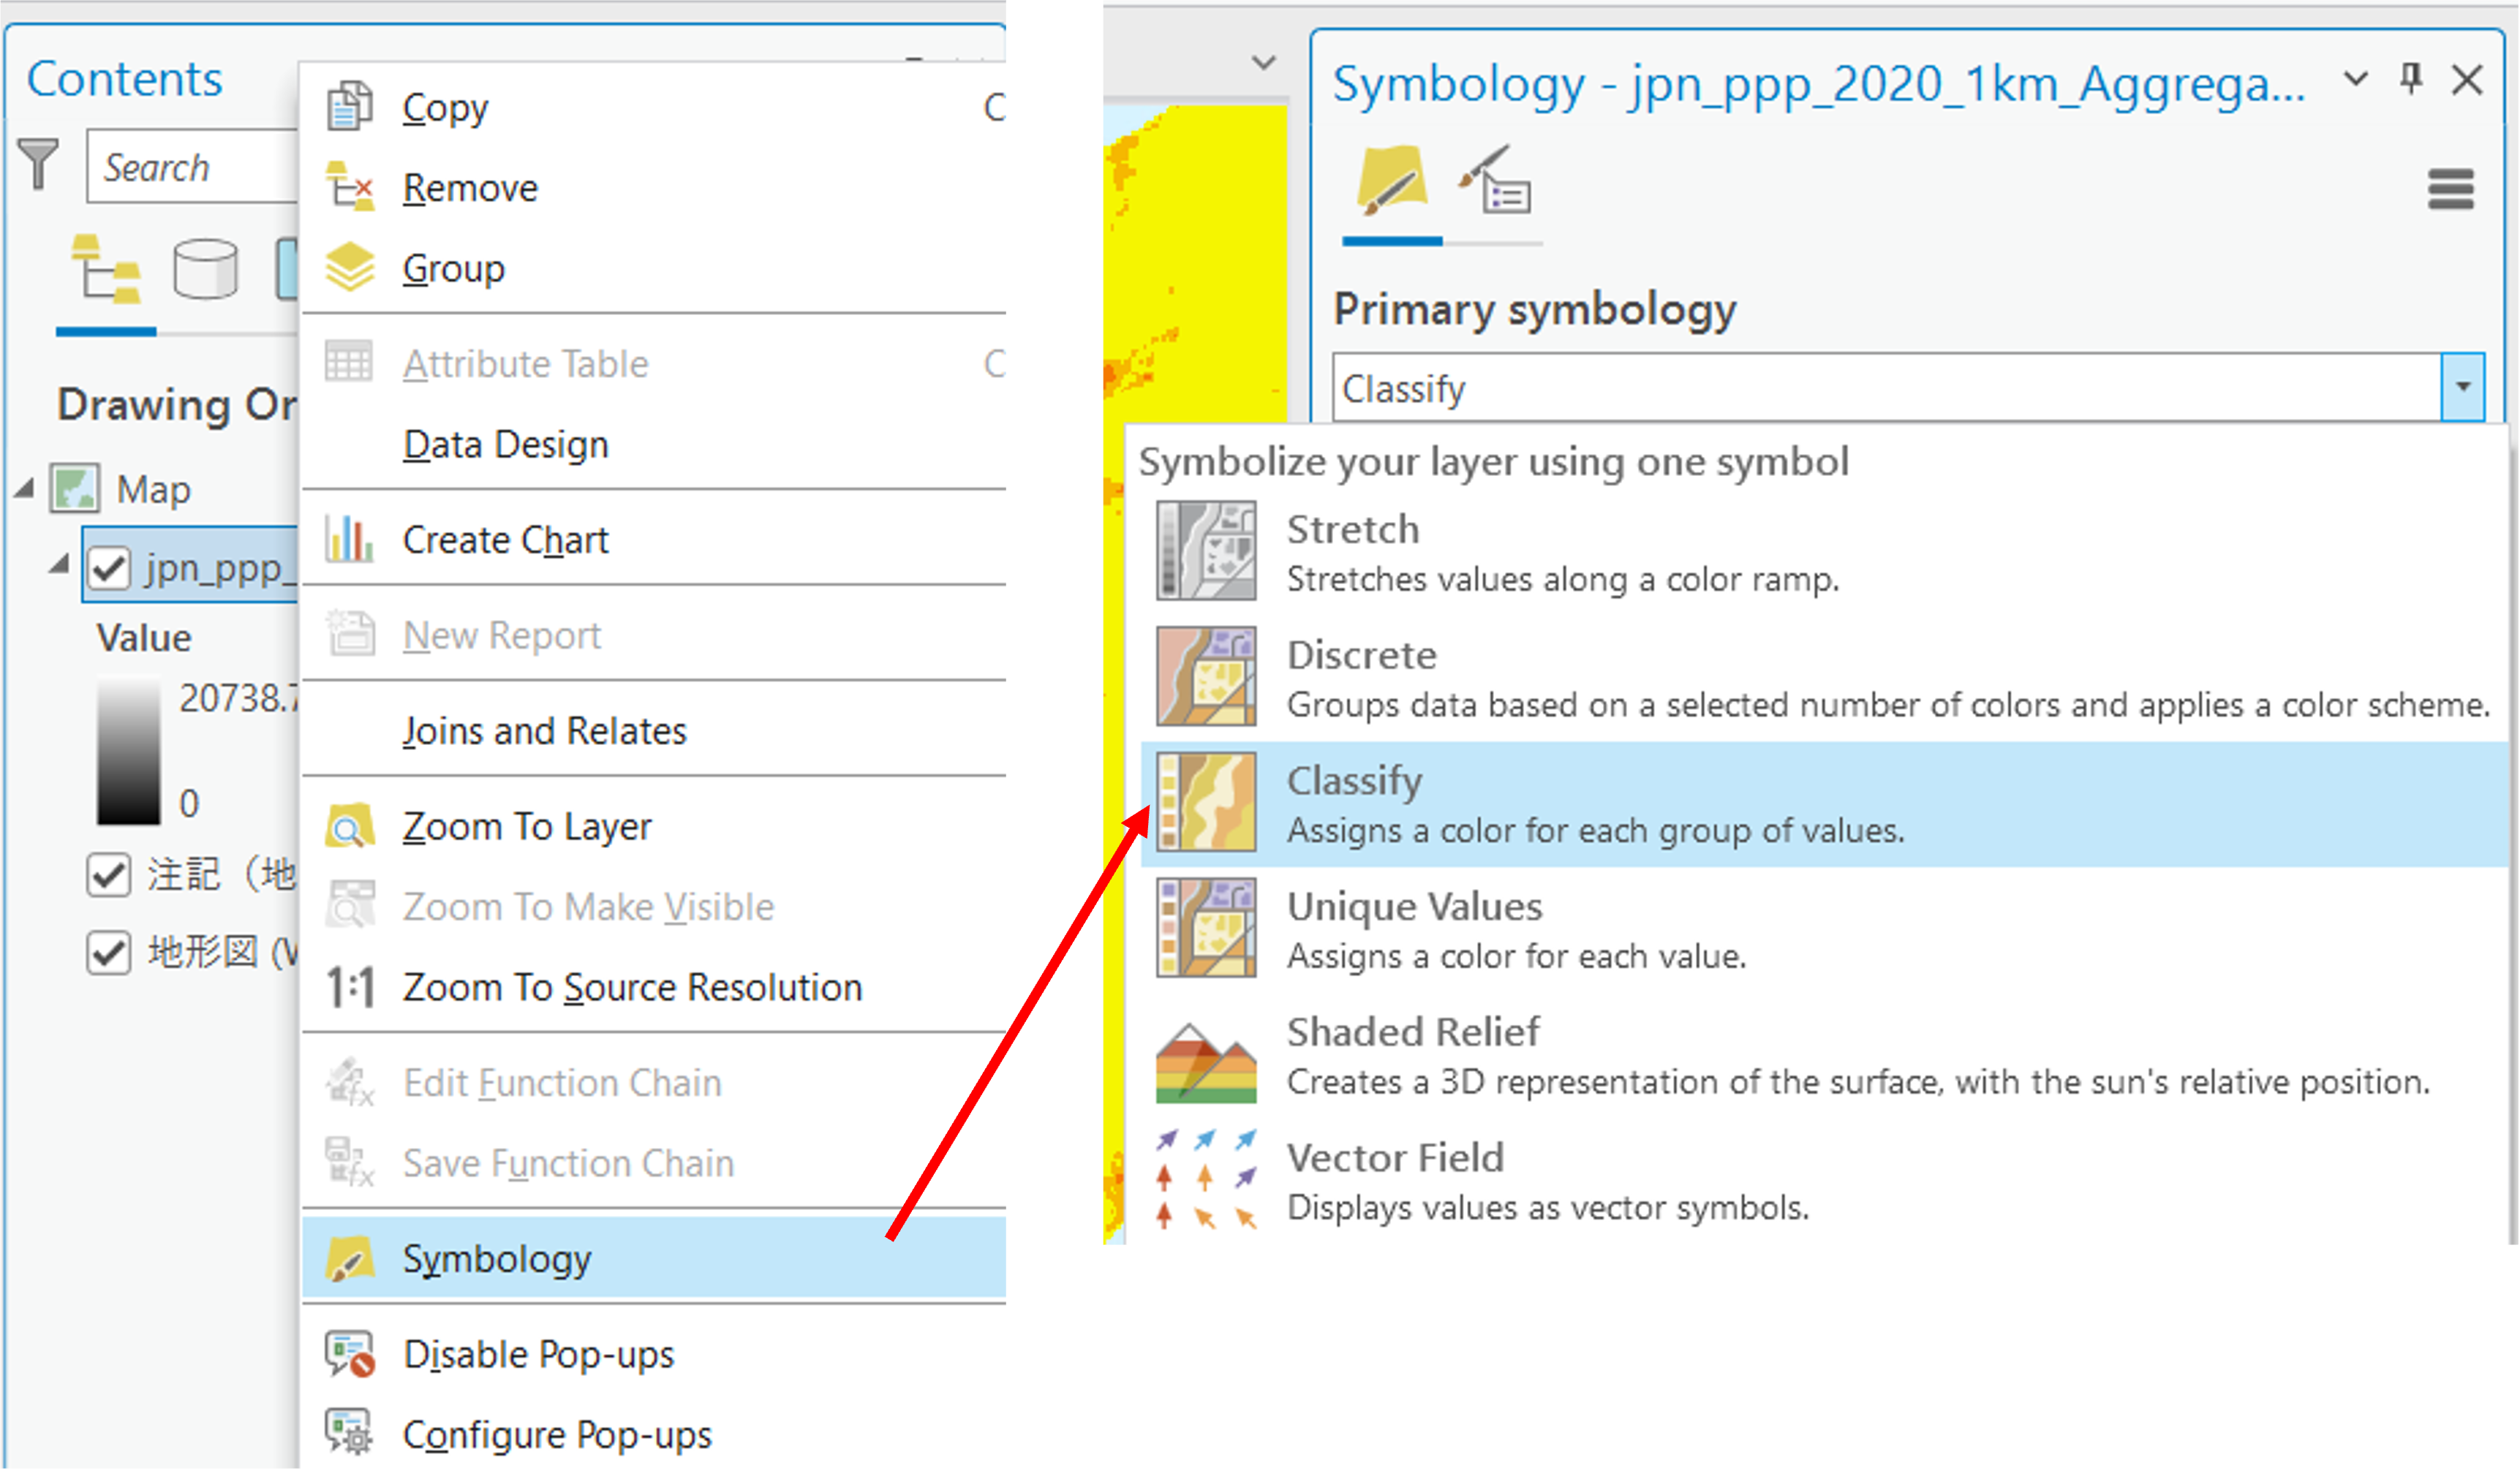 Contents
Search
Drawing Or
Map
jpn_ppp_
Value
20738.7
0
注記（地
地形図 (V
Copy C
Remove
Group
Attribute Table C
Data Design
Create Chart
New Report
Joins and Relates
Zoom To Layer
Zoom To Make Visible
1:1 Zoom To Source Resolution
Edit Function Chain
Save Function Chain
Symbology
Disable Pop-ups
Configure Pop-ups
Symbology - jpn_ppp_2020_1km_Aggrega...
Primary symbology
Classify
Symbolize your layer using one symbol
Stretch
Stretches values along a color ramp.
Discrete
Groups data based on a selected number of colors and applies a color scheme.
Classify
Assigns a color for each group of values.
Unique Values
Assigns a color for each value.
Shaded Relief
Creates a 3D representation of the surface, with the sun's relative position.
Vector Field
Displays values as vector symbols.